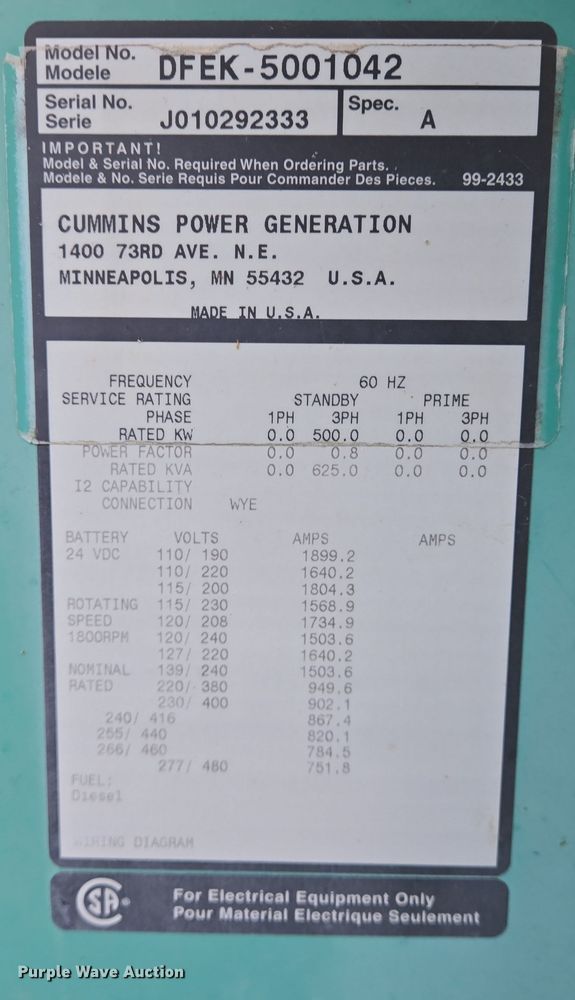 Model No.
Modele
DFEK-5001042
Serial No.
Serie
J010292333
Spec.
A
IMPORTANT!
Model & Serial No. Required When Ordering Parts.
Modele & No. Serie Requis Pour Commander Des Pieces. 99-2433
CUMMINS POWER GENERATION
1400 73RD AVE. N.E.
MINNEAPOLIS, MN 55432 U.S.A.
MADE IN U.S.A.
FREQUENCY 60 HZ
SERVICE RATING STANDBY PRIME
PHASE 1PH 3PH 1PH 3PH
RATED KW 0.0 500.0 0.0 0.0
POWER FACTOR 0.0 0.8 0.0 0.0
RATED KVA 0.0 625.0 0.0 0.0
I2 CAPABILITY
CONNECTION WYE
BATTERY VOLTS AMPS AMPS
24 VDC 110/ 190 1899.2
110/ 220 1640.2
115/ 200 1804.3
ROTATING 115/ 230 1568.9
SPEED 120/ 208 1734.9
1800RPM 120/ 240 1503.6
127/ 220 1640.2
NOMINAL 139/ 240 1503.6
RATED 220/ 380 949.6
230/ 400 902.1
240/ 416 867.4
255/ 440 820.1
266/ 460 784.5
277/ 480 751.8
FUEL:
Diesel
WIRING DIAGRAM
SA
For Electrical Equipment Only
Pour Material Electrique Seulement
Purple Wave Auction